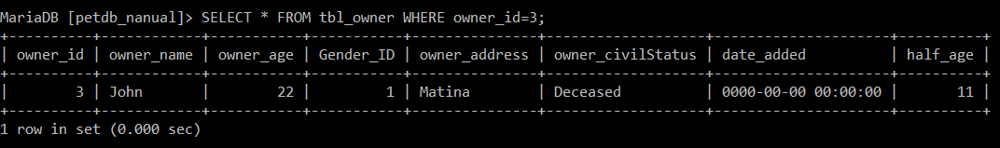 MariaDB [petdb_nanual]> SELECT * FROM tbl_owner WHERE owner_id=3;
+----------+------------+-----------+-----------+---------------+-------------------+---------------------+----------+
| owner_id | owner_name | owner_age | Gender_ID | owner_address | owner_civilStatus | date_added          | half_age |
+----------+------------+-----------+-----------+---------------+-------------------+---------------------+----------+
|        3 | John       |        22 |         1 | Matina        | Deceased          | 0000-00-00 00:00:00 |       11 |
+----------+------------+-----------+-----------+---------------+-------------------+---------------------+----------+
1 row in set (0.000 sec)